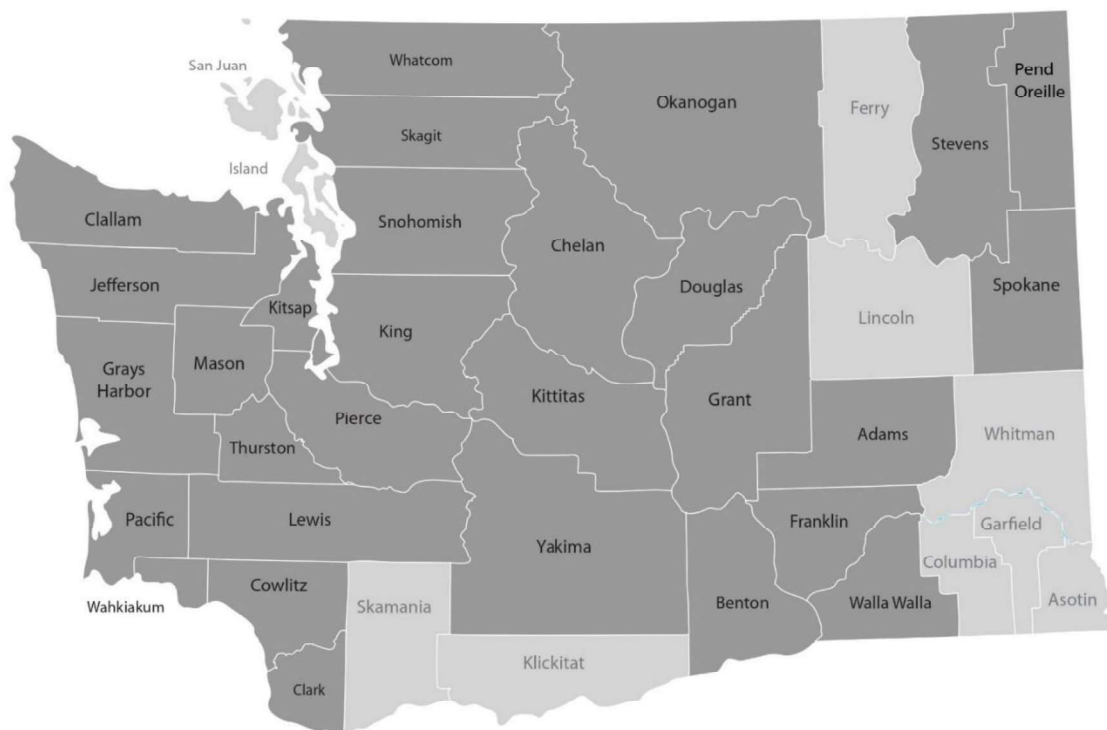 San Juan
Whatcom
Okanogan
Ferry
Pend
Oreille
Skagit
Stevens
Island
Clallam
Snohomish
Chelan
Jefferson
Kitsap
Douglas
Spokane
King
Lincoln
Mason
Grays
Harbor
Kittitas
Grant
Pierce
Adams
Whitman
Thurston
Pacific
Lewis
Franklin
Garfield
Yakima
Columbia
Cowlitz
Wahkiakum
Skamania
Benton
Walla Walla
Asotin
Klickitat
Clark